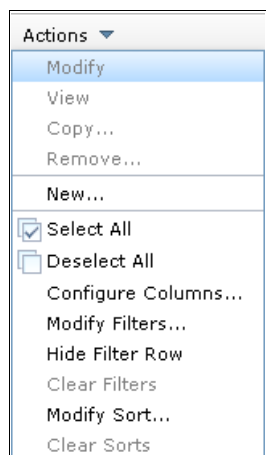 Actions
Modify
View
Copy...
Remove...
New...
Select All
Deselect All
Configure Columns...
Modify Filters...
Hide Filter Row
Clear Filters
Modify Sort...
Clear Sorts